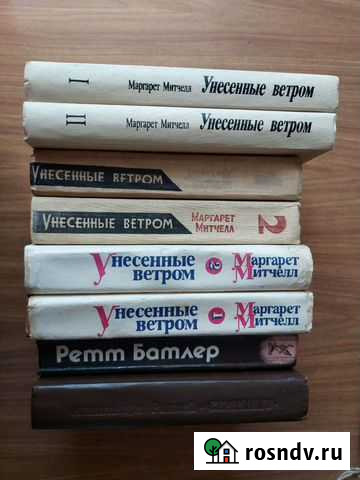 I Маргарет Митчелл Унесенные ветром
II Маргарет Митчелл Унесенные ветром
УНЕСЕННЫЕ ВЕТРОМ
УНЕСЕННЫЕ ВЕТРОМ МАРГАРЕТ МИТЧЕЛЛ 2
Унесенные ветром 2 Маргарет Митчелл
Унесенные ветром 1 Маргарет Митчелл
Ретт Батлер
rosndv.ru